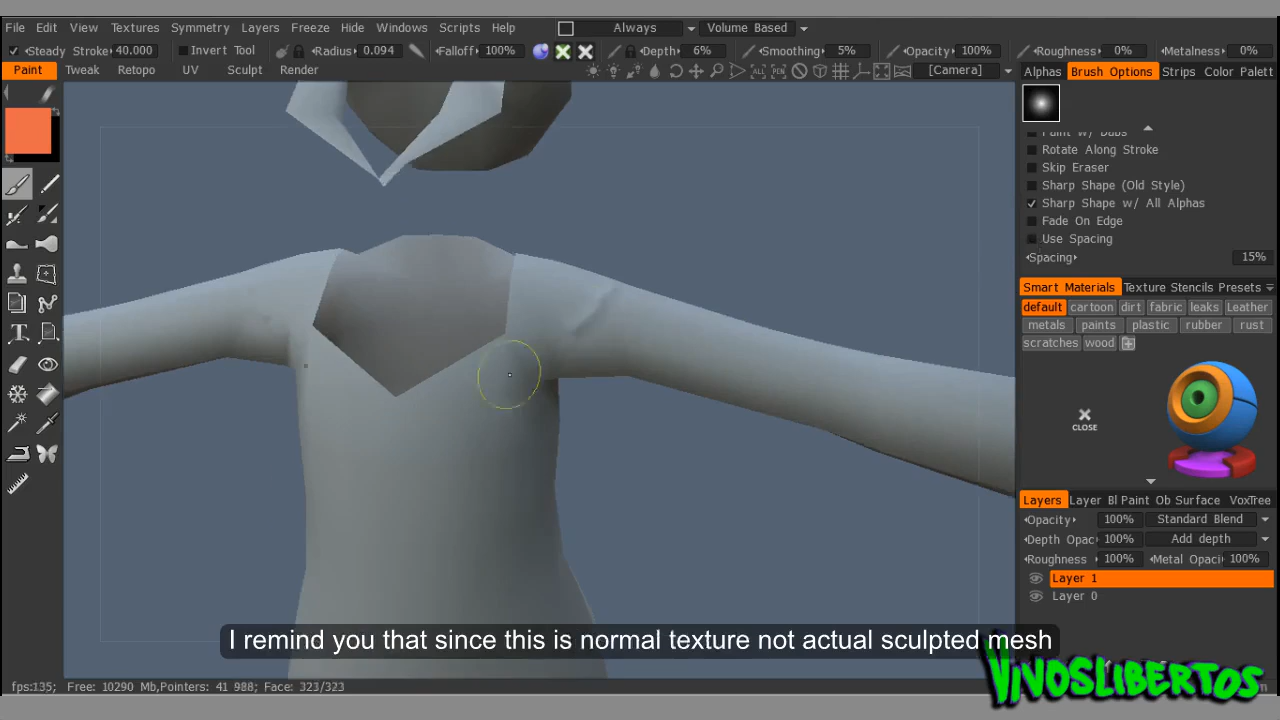 File Edit View Textures Symmetry Layers Freeze Hide Windows Scripts Help Always Volume Based
Steady Stroke 40,000 Invert Tool Radius 0.094 Falloff 100% Depth 6% Smoothing 5% Opacity 100% Roughness 0% Metalness 0%
Paint Tweak Retopo UV Sculpt Render ALL PEN [Camera]
Alphas Brush Options Strips Color Palett
Paint w/ Dabs
Rotate Along Stroke
Skip Eraser
Sharp Shape (Old Style)
Sharp Shape w/ All Alphas
Fade On Edge
Use Spacing
Spacing 15%
Smart Materials Texture Stencils Presets
default cartoon dirt fabric leaks Leather
metals paints plastic rubber rust
scratches wood
CLOSE
Layers Layer Bl Paint Ob Surface VoxTree
Opacity 100% Standard Blend
Depth Opac 100% Add depth
Roughness 100% Metal Opaci 100%
Layer 1
Layer 0
I remind you that since this is normal texture not actual sculpted mesh
VIVOSLIBERTOS
fps:135; Free: 10290 Mb,Pointers: 41 988; Face: 323/323